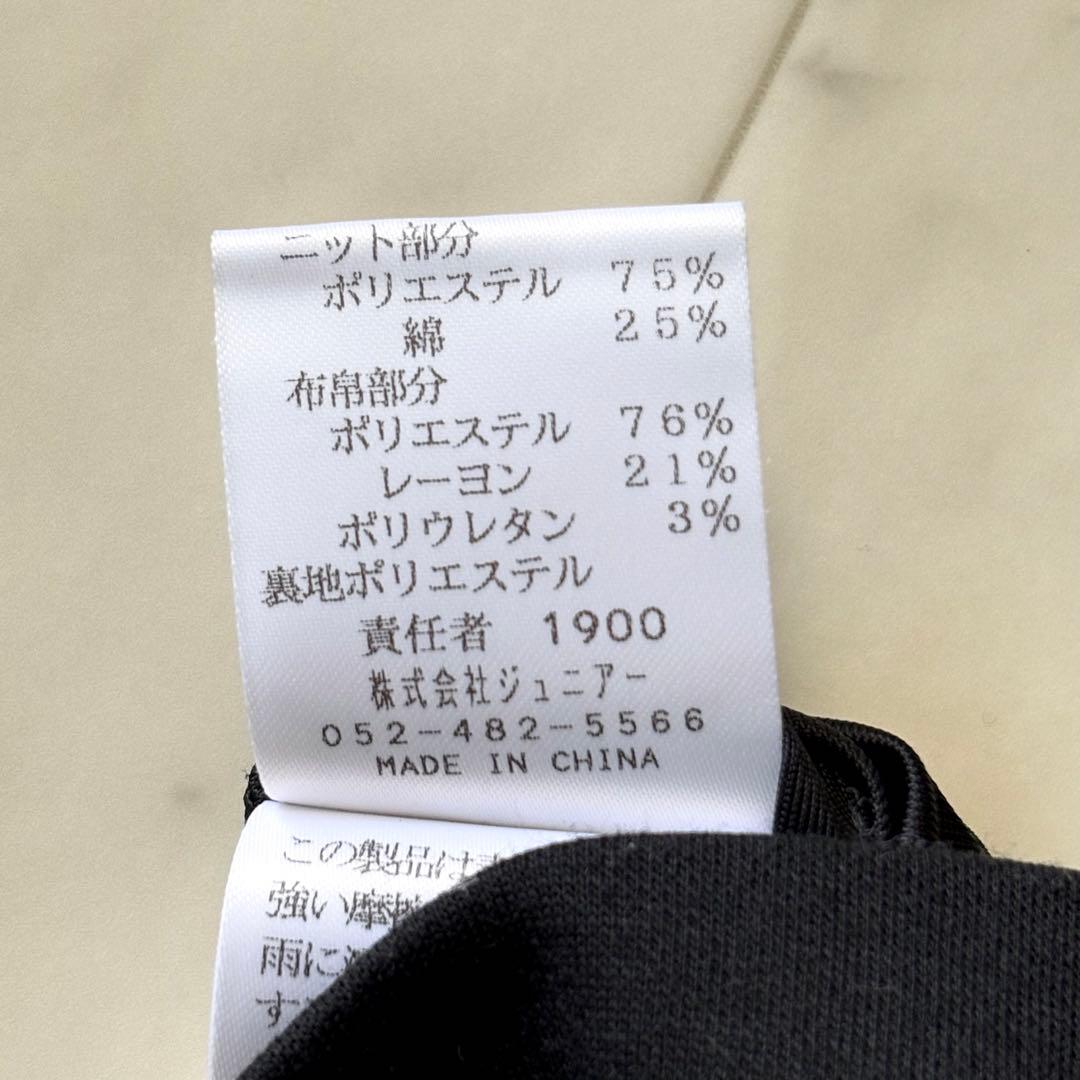 ニット部分
ポリエステル 75%
綿 25%
布帛部分
ポリエステル 76%
レーヨン 21%
ポリウレタン 3%
裏地ポリエステル
責任者 1900
株式会社ジュニアー
052-482-5566
MADE IN CHINA
この製品は
強い摩擦
雨に
す